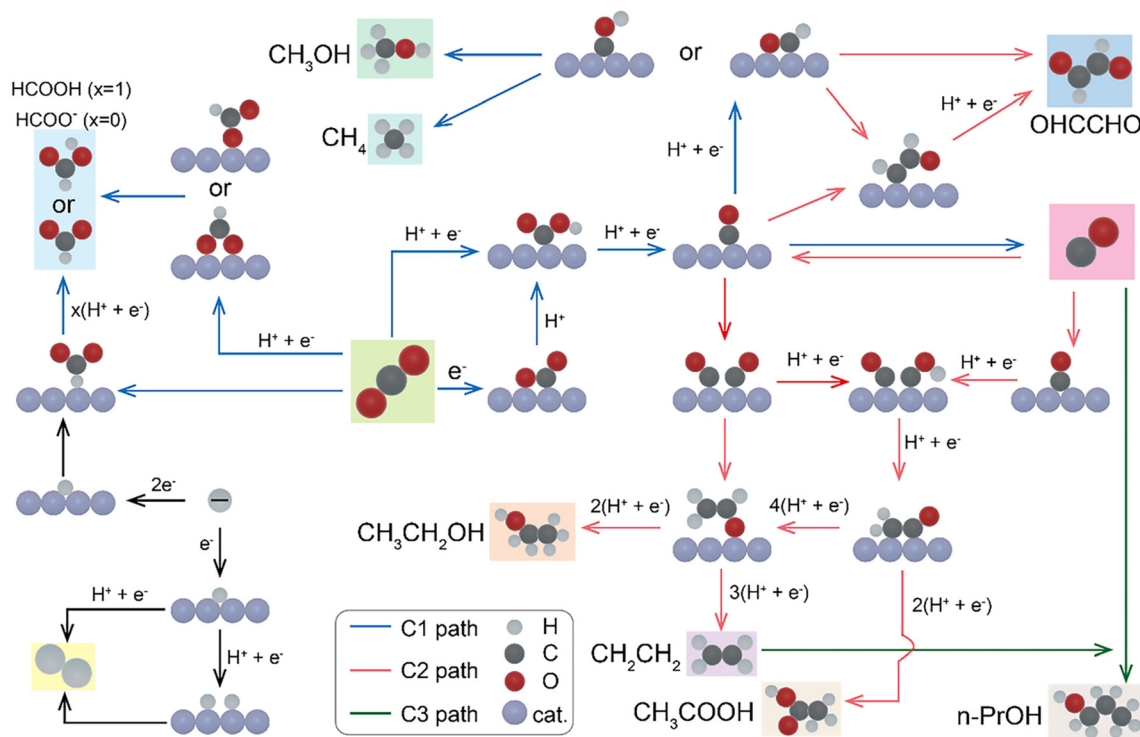 CH₃OH
or
HCOOH (x=1)
HCOO⁻ (x=0)
H⁺ + e⁻
OHCCHO
CH₄
H⁺ + e⁻
or
or
H⁺ + e⁻
H⁺ + e⁻
x(H⁺ + e⁻)
H⁺
H⁺ + e⁻
e⁻
H⁺ + e⁻
H⁺ + e⁻
H⁺ + e⁻
2e⁻
−
2(H⁺ + e⁻)
4(H⁺ + e⁻)
CH₃CH₂OH
e⁻
H⁺ + e⁻
3(H⁺ + e⁻)
2(H⁺ + e⁻)
C1 path
H
C2 path
C
O
C3 path
cat.
H⁺ + e⁻
CH₂CH₂
CH₃COOH
n-PrOH